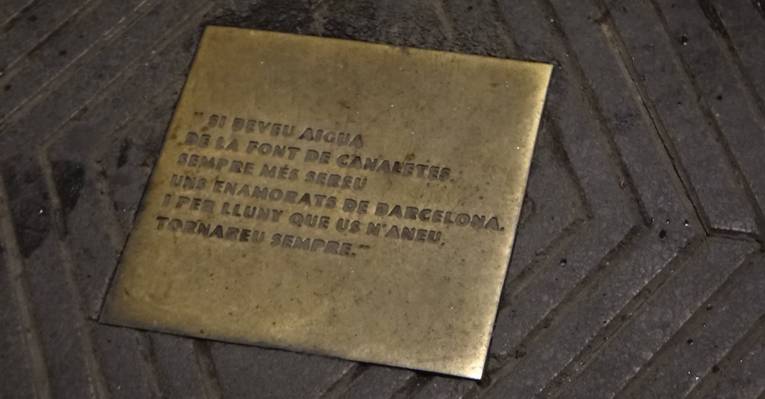 "SI BEVEU AIGUA
DE LA FONT DE CANALETES,
SEMPRE MÉS SEREU
UNS ENAMORATS DE BARCELONA.
I PER LLUNY QUE US N'ANEU,
TORNAREU SEMPRE."